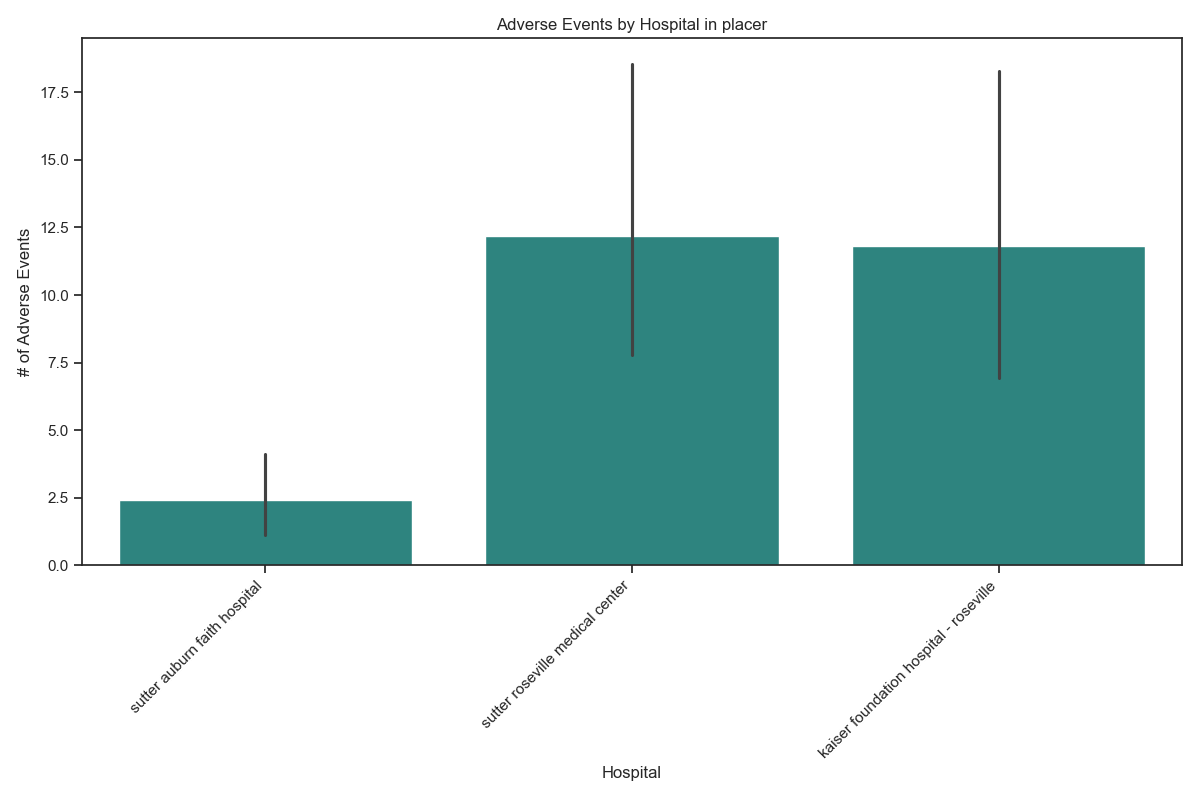 Adverse Events by Hospital in placer
# of Adverse Events
17.5
15.0
12.5
10.0
7.5
5.0
2.5
0.0
sutter auburn faith hospital
sutter roseville medical center
kaiser foundation hospital - roseville
Hospital